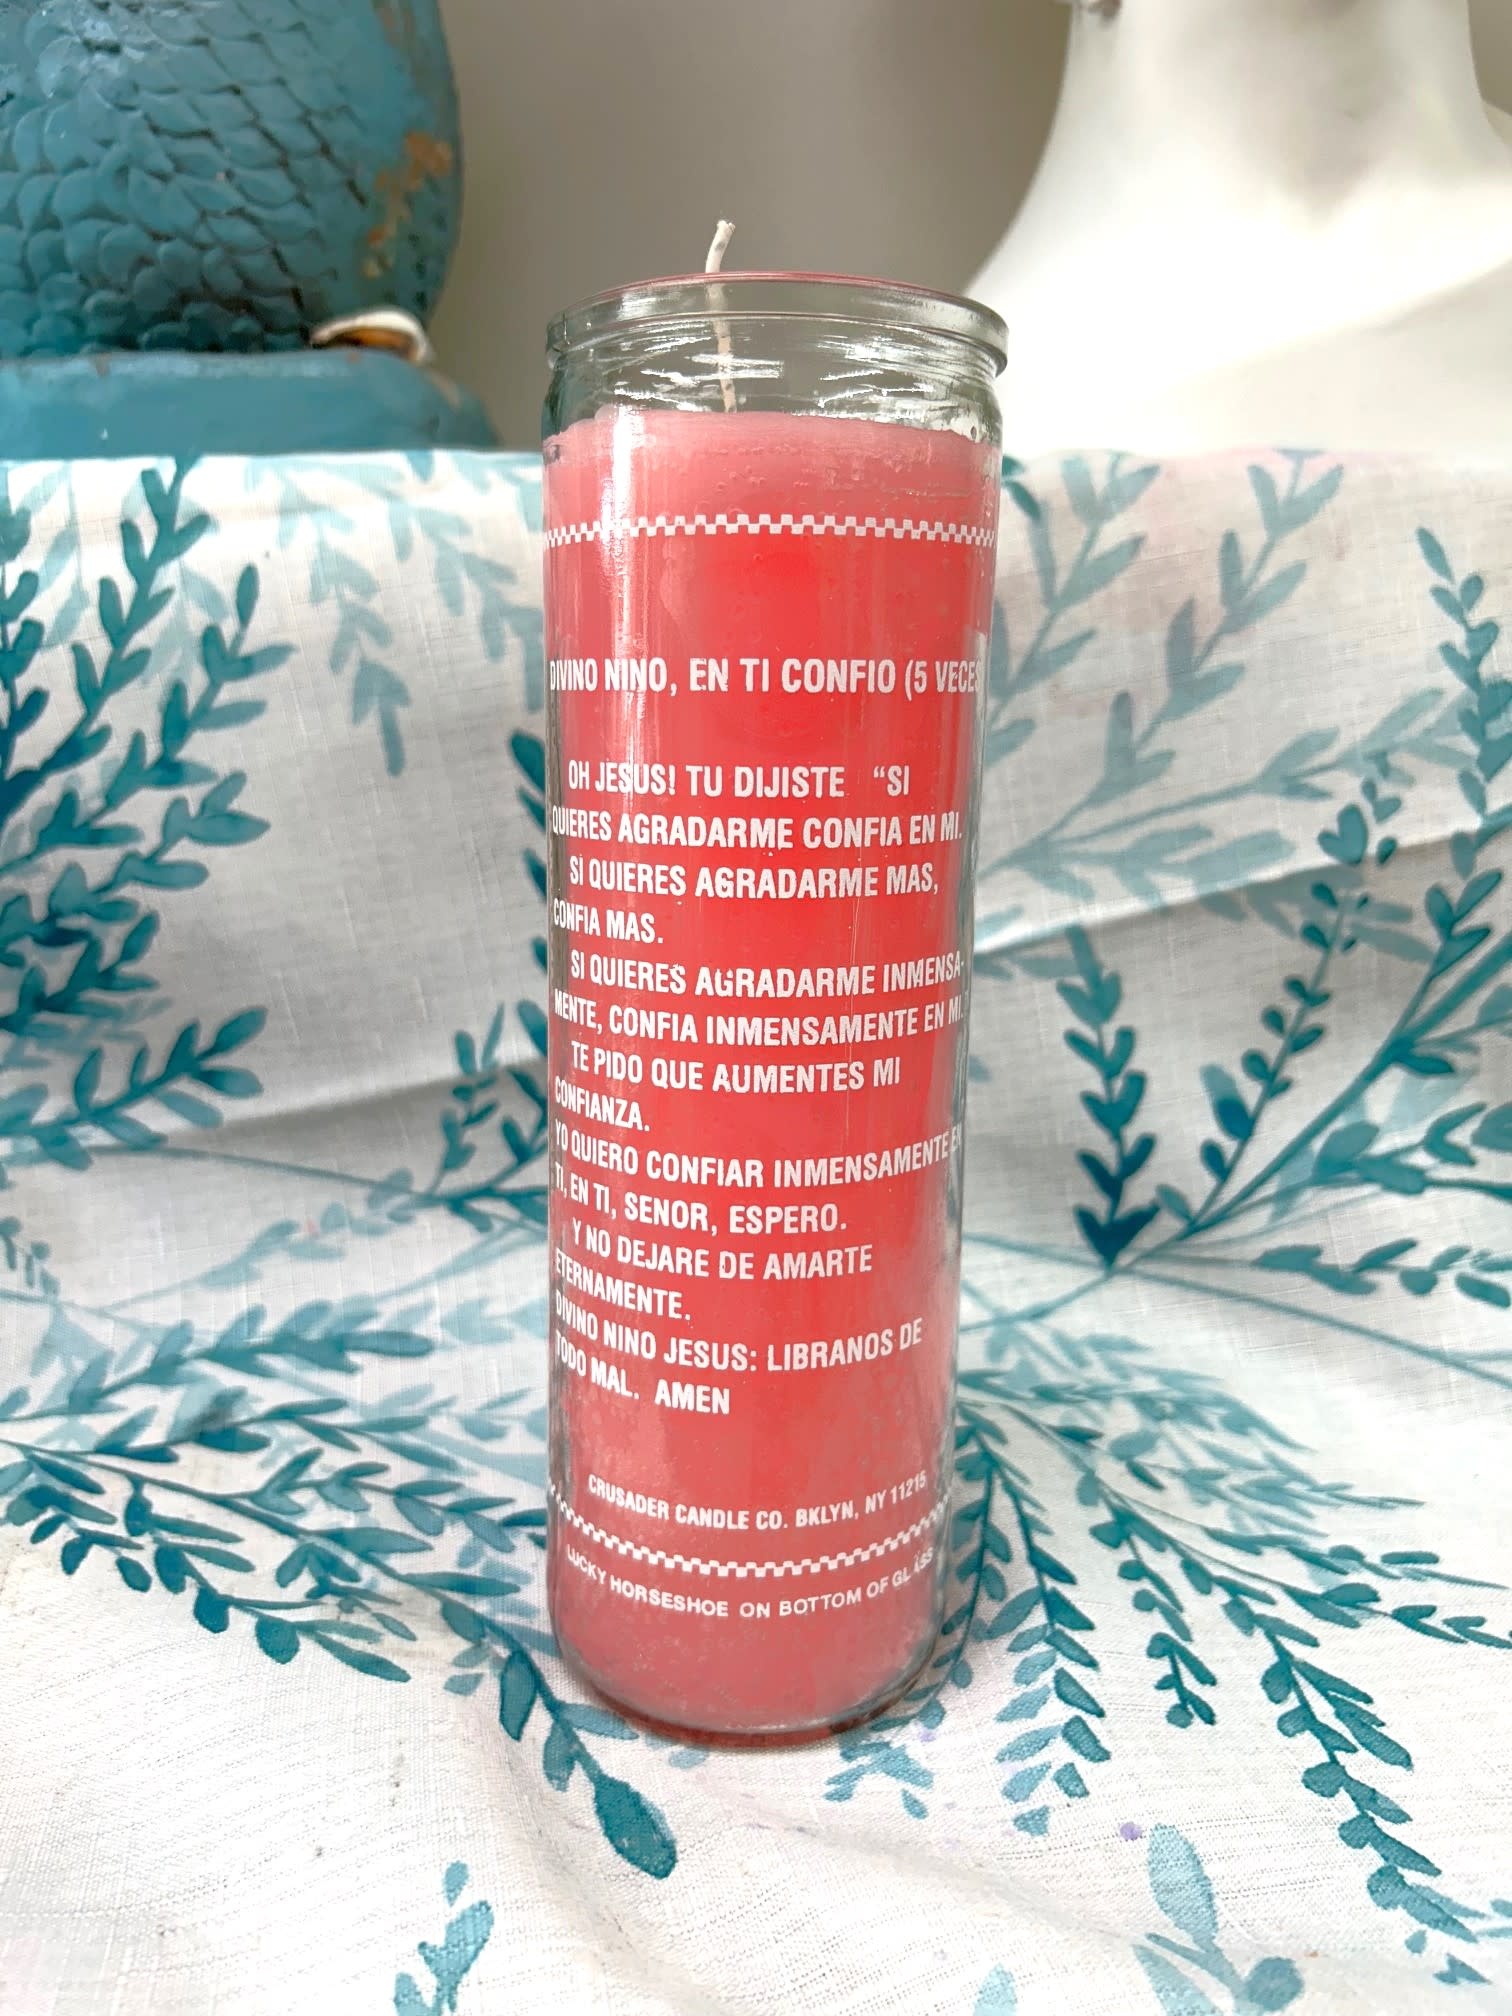 DIVINO NINO, EN TI CONFIO (5 VECES
OH JESUS! TU DIJISTE “SI
QUIERES AGRADARME CONFIA EN MI.
SI QUIERES AGRADARME MAS,
CONFIA MAS.
SI QUIERES AGRADARME INMENSA-
MENTE, CONFIA INMENSAMENTE EN MI.”
TE PIDO QUE AUMENTES MI
CONFIANZA.
YO QUIERO CONFIAR INMENSAMENTE EN
TI, EN TI, SENOR, ESPERO.
Y NO DEJARE DE AMARTE
ETERNAMENTE.
DIVINO NINO JESUS: LIBRANOS DE
TODO MAL. AMEN
CRUSADER CANDLE CO. BKLYN, NY 11215
LUCKY HORSESHOE ON BOTTOM OF GLASS